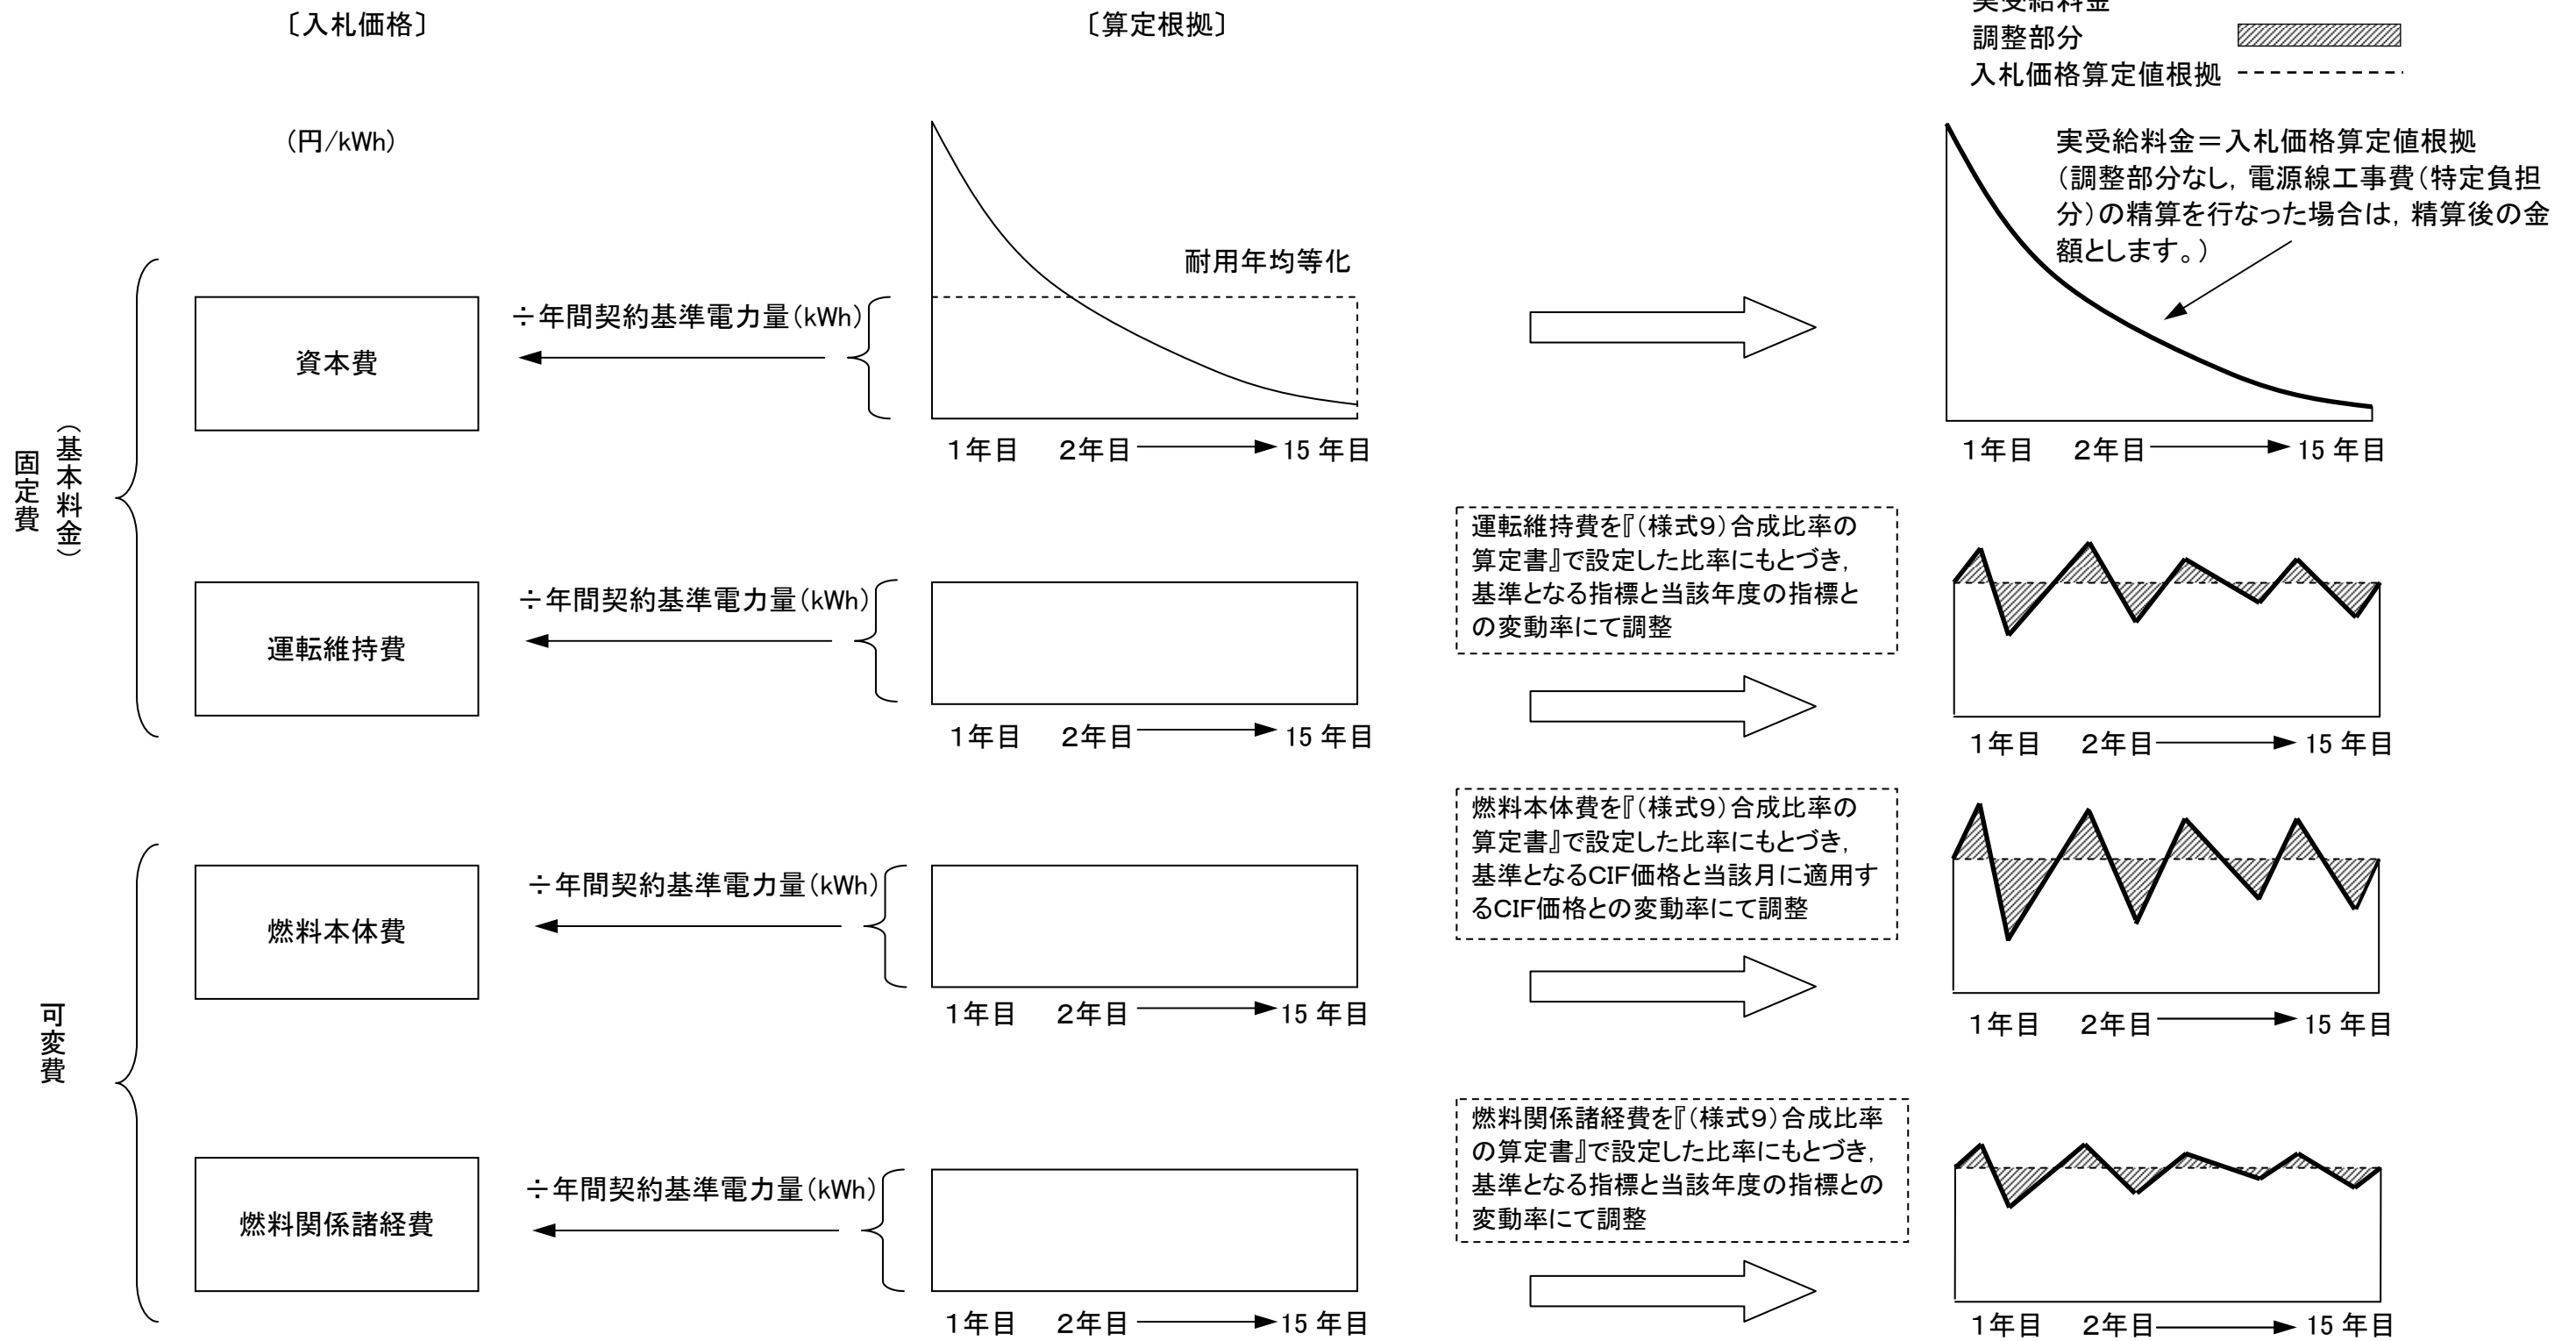 〔入札価格〕
〔算定根拠〕
実受給料金
調整部分
入札価格算定値根拠
(円/kWh)
実受給料金＝入札価格算定値根拠
(調整部分なし，電源線工事費(特定負担
分)の精算を行なった場合は，精算後の金
額とします。)
耐用年均等化
固定費
(基本料金)
資本費
÷年間契約基準電力量(kWh)
1年目 2年目 15年目
1年目 2年目 15年目
運転維持費
÷年間契約基準電力量(kWh)
運転維持費を『(様式9)合成比率の
算定書』で設定した比率にもとづき，
基準となる指標と当該年度の指標と
の変動率にて調整
1年目 2年目 15年目
1年目 2年目 15年目
可変費
燃料本体費
÷年間契約基準電力量(kWh)
燃料本体費を『(様式9)合成比率の
算定書』で設定した比率にもとづき，
基準となるCIF価格と当該月に適用す
るCIF価格との変動率にて調整
1年目 2年目 15年目
1年目 2年目 15年目
燃料関係諸経費
÷年間契約基準電力量(kWh)
燃料関係諸経費を『(様式9)合成比率
の算定書』で設定した比率にもとづき，
基準となる指標と当該年度の指標との
変動率にて調整
1年目 2年目 15年目
1年目 2年目 15年目